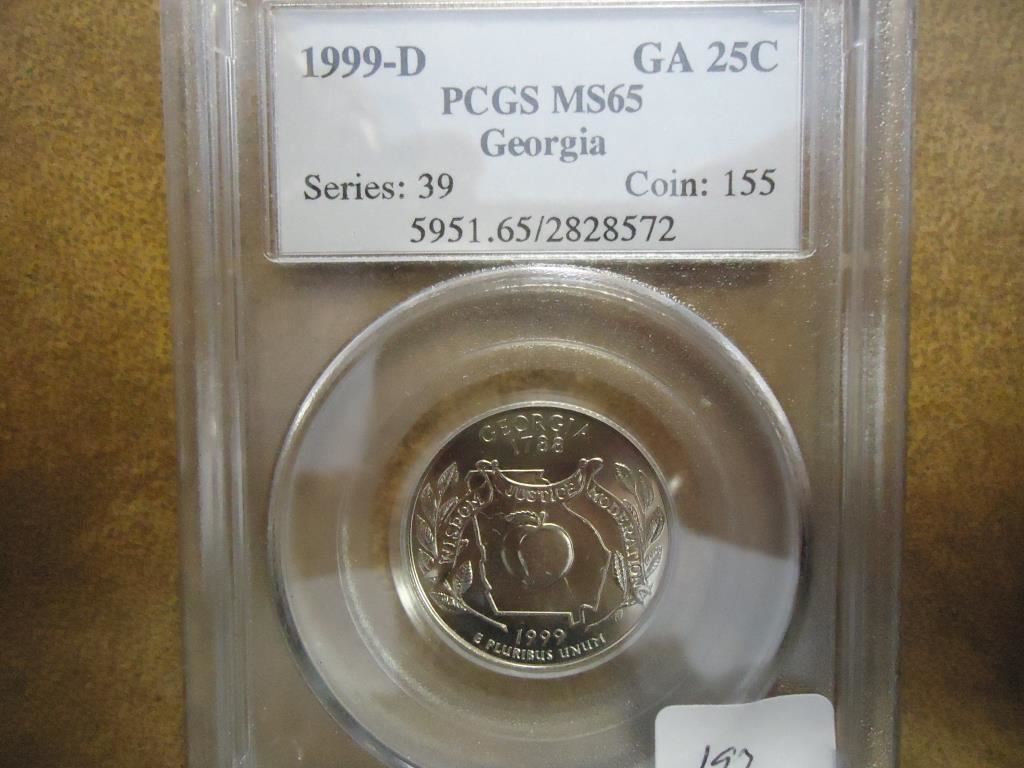 1999-D GA 25C
PCGS MS65
Georgia
Series: 39 Coin: 155
5951.65/2828572
GEORGIA
1788
WISDOM JUSTICE MODERATION
1999
E PLURIBUS UNUM